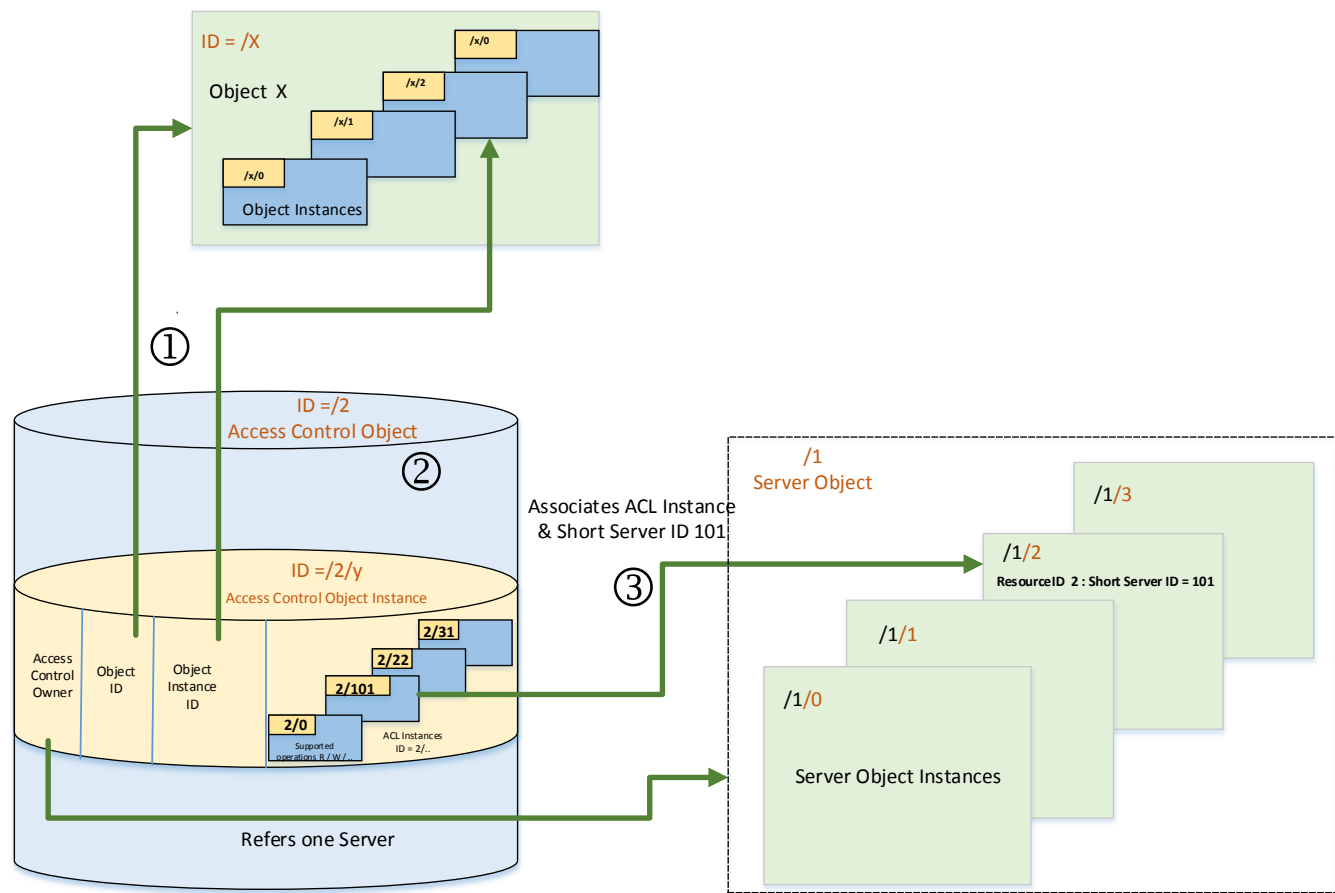 ID = /X
Object X
/x/0
/x/2
/x/1
/x/0
Object Instances
①
ID =/2
Access Control Object
②
Associates ACL Instance
& Short Server ID 101
③
ID =/2/y
Access Control Object Instance
Access
Control
Owner
Object
ID
Object
Instance
ID
2/31
2/22
2/101
2/0
Supported
operations R / W /..
ACL Instances
ID = 2/..
Refers one Server
/1
Server Object
/1/3
/1/2
ResourceID 2 : Short Server ID = 101
/1/1
/1/0
Server Object Instances